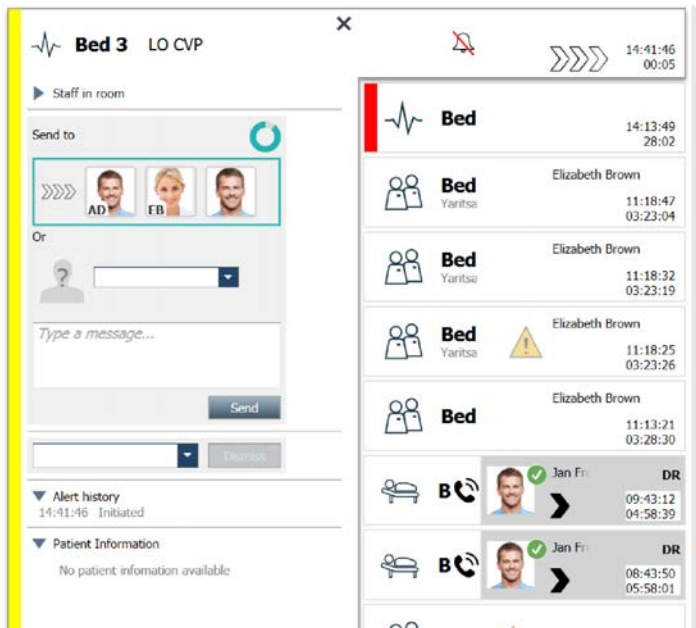 Bed 3 LO CVP
14:41:46
00:05
Staff in room
Send to
AD EB
Or
?
Type a message...
Send
Dismiss
Alert history
14:41:46 Initiated
Patient Information
No patient infomation available
Bed
14:13:49
28:02
Bed
Yaritsa
Elizabeth Brown
11:18:47
03:23:04
Bed
Yaritsa
Elizabeth Brown
11:18:32
03:23:19
Bed
Yaritsa
Elizabeth Brown
11:18:25
03:23:26
Bed
Elizabeth Brown
11:13:21
03:28:30
B
Jan Fr
DR
09:43:12
04:58:39
B
Jan Fr
DR
08:43:50
05:58:01